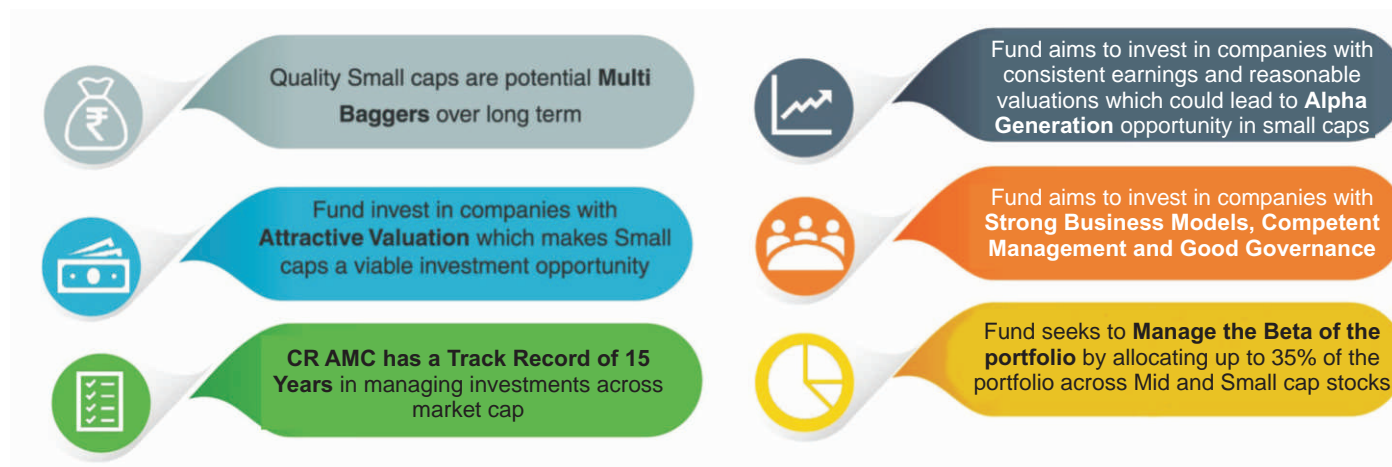 Quality Small caps are potential Multi
Baggers over long term
Fund invest in companies with
Attractive Valuation which makes Small
caps a viable investment opportunity
CR AMC has a Track Record of 15
Years in managing investments across
market cap
Fund aims to invest in companies with
consistent earnings and reasonable
valuations which could lead to Alpha
Generation opportunity in small caps
Fund aims to invest in companies with
Strong Business Models, Competent
Management and Good Governance
Fund seeks to Manage the Beta of the
portfolio by allocating up to 35% of the
portfolio across Mid and Small cap stocks
₹